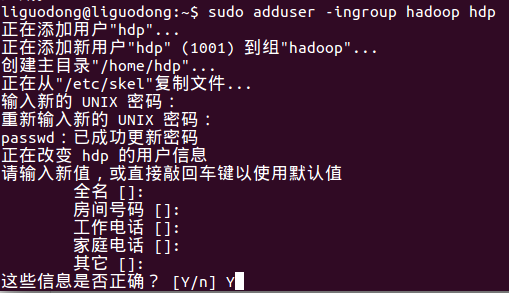 liguodong@liguodong:~$ sudo adduser -ingroup hadoop hdp
正在添加用户"hdp"...
正在添加新用户"hdp" (1001) 到组"hadoop"...
创建主目录"/home/hdp"...
正在从"/etc/skel"复制文件...
输入新的 UNIX 密码：
重新输入新的 UNIX 密码：
passwd：已成功更新密码
正在改变 hdp 的用户信息
请输入新值，或直接敲回车键以使用默认值
全名 []:
房间号码 []:
工作电话 []:
家庭电话 []:
其它 []:
这些信息是否正确？ [Y/n] Y